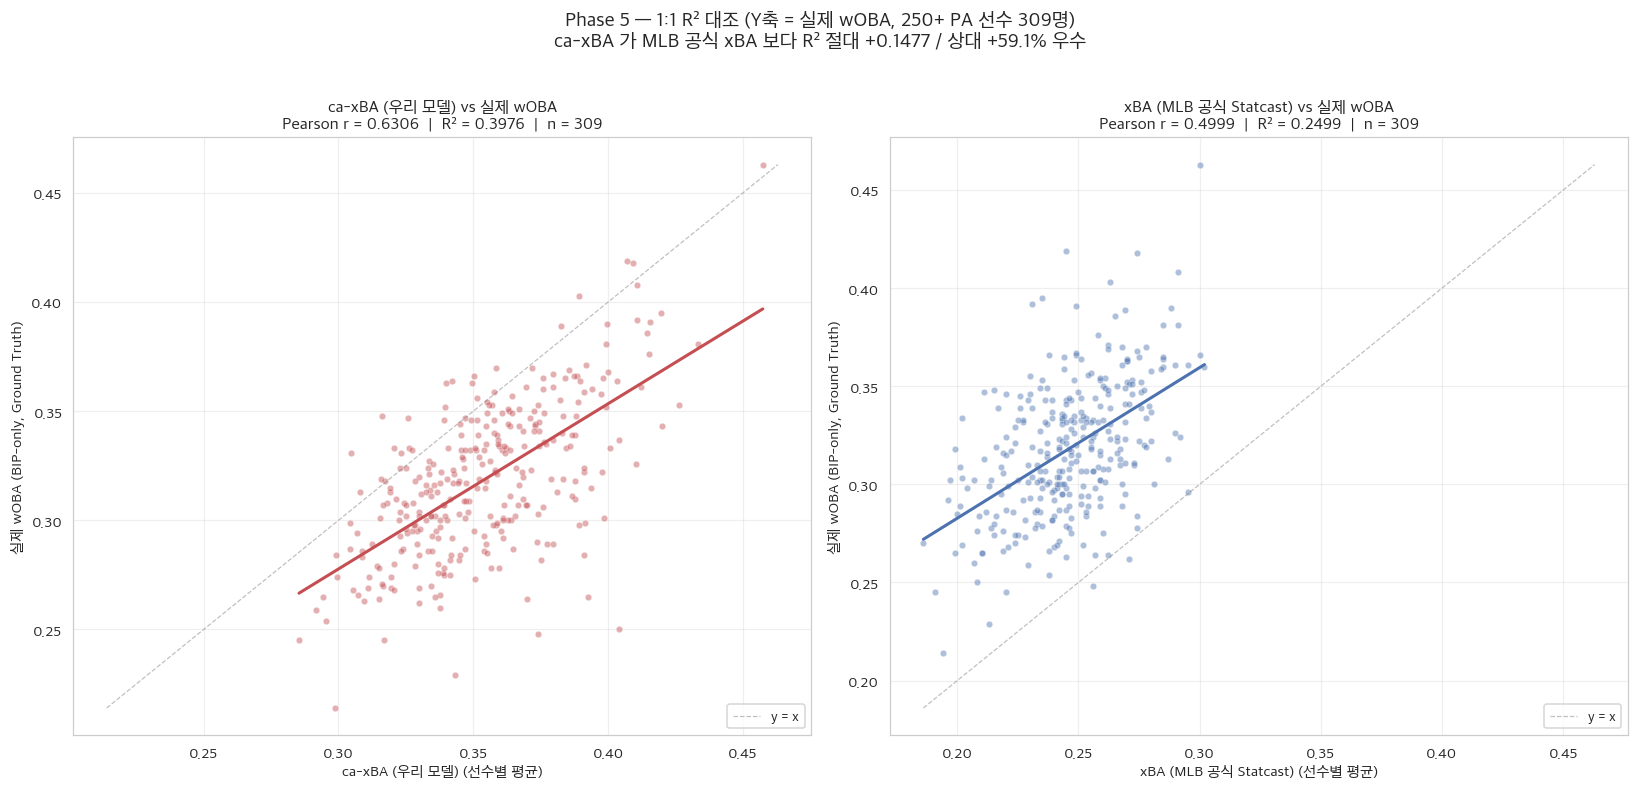 Phase 5 — 1:1 R² 대조 (Y축 = 실제 wOBA, 250+ PA 선수 309명)
ca-xBA 가 MLB 공식 xBA 보다 R² 절대 +0.1477 / 상대 +59.1% 우수
ca-xBA (우리 모델) vs 실제 wOBA
Pearson r = 0.6306 | R² = 0.3976 | n = 309
실제 wOBA (BIP-only, Ground Truth)
0.45
0.40
0.35
0.30
0.25
y = x
0.25 0.30 0.35 0.40 0.45
ca-xBA (우리 모델) (선수별 평균)
xBA (MLB 공식 Statcast) vs 실제 wOBA
Pearson r = 0.4999 | R² = 0.2499 | n = 309
실제 wOBA (BIP-only, Ground Truth)
0.45
0.40
0.35
0.30
0.25
0.20
y = x
0.20 0.25 0.30 0.35 0.40 0.45
xBA (MLB 공식 Statcast) (선수별 평균)